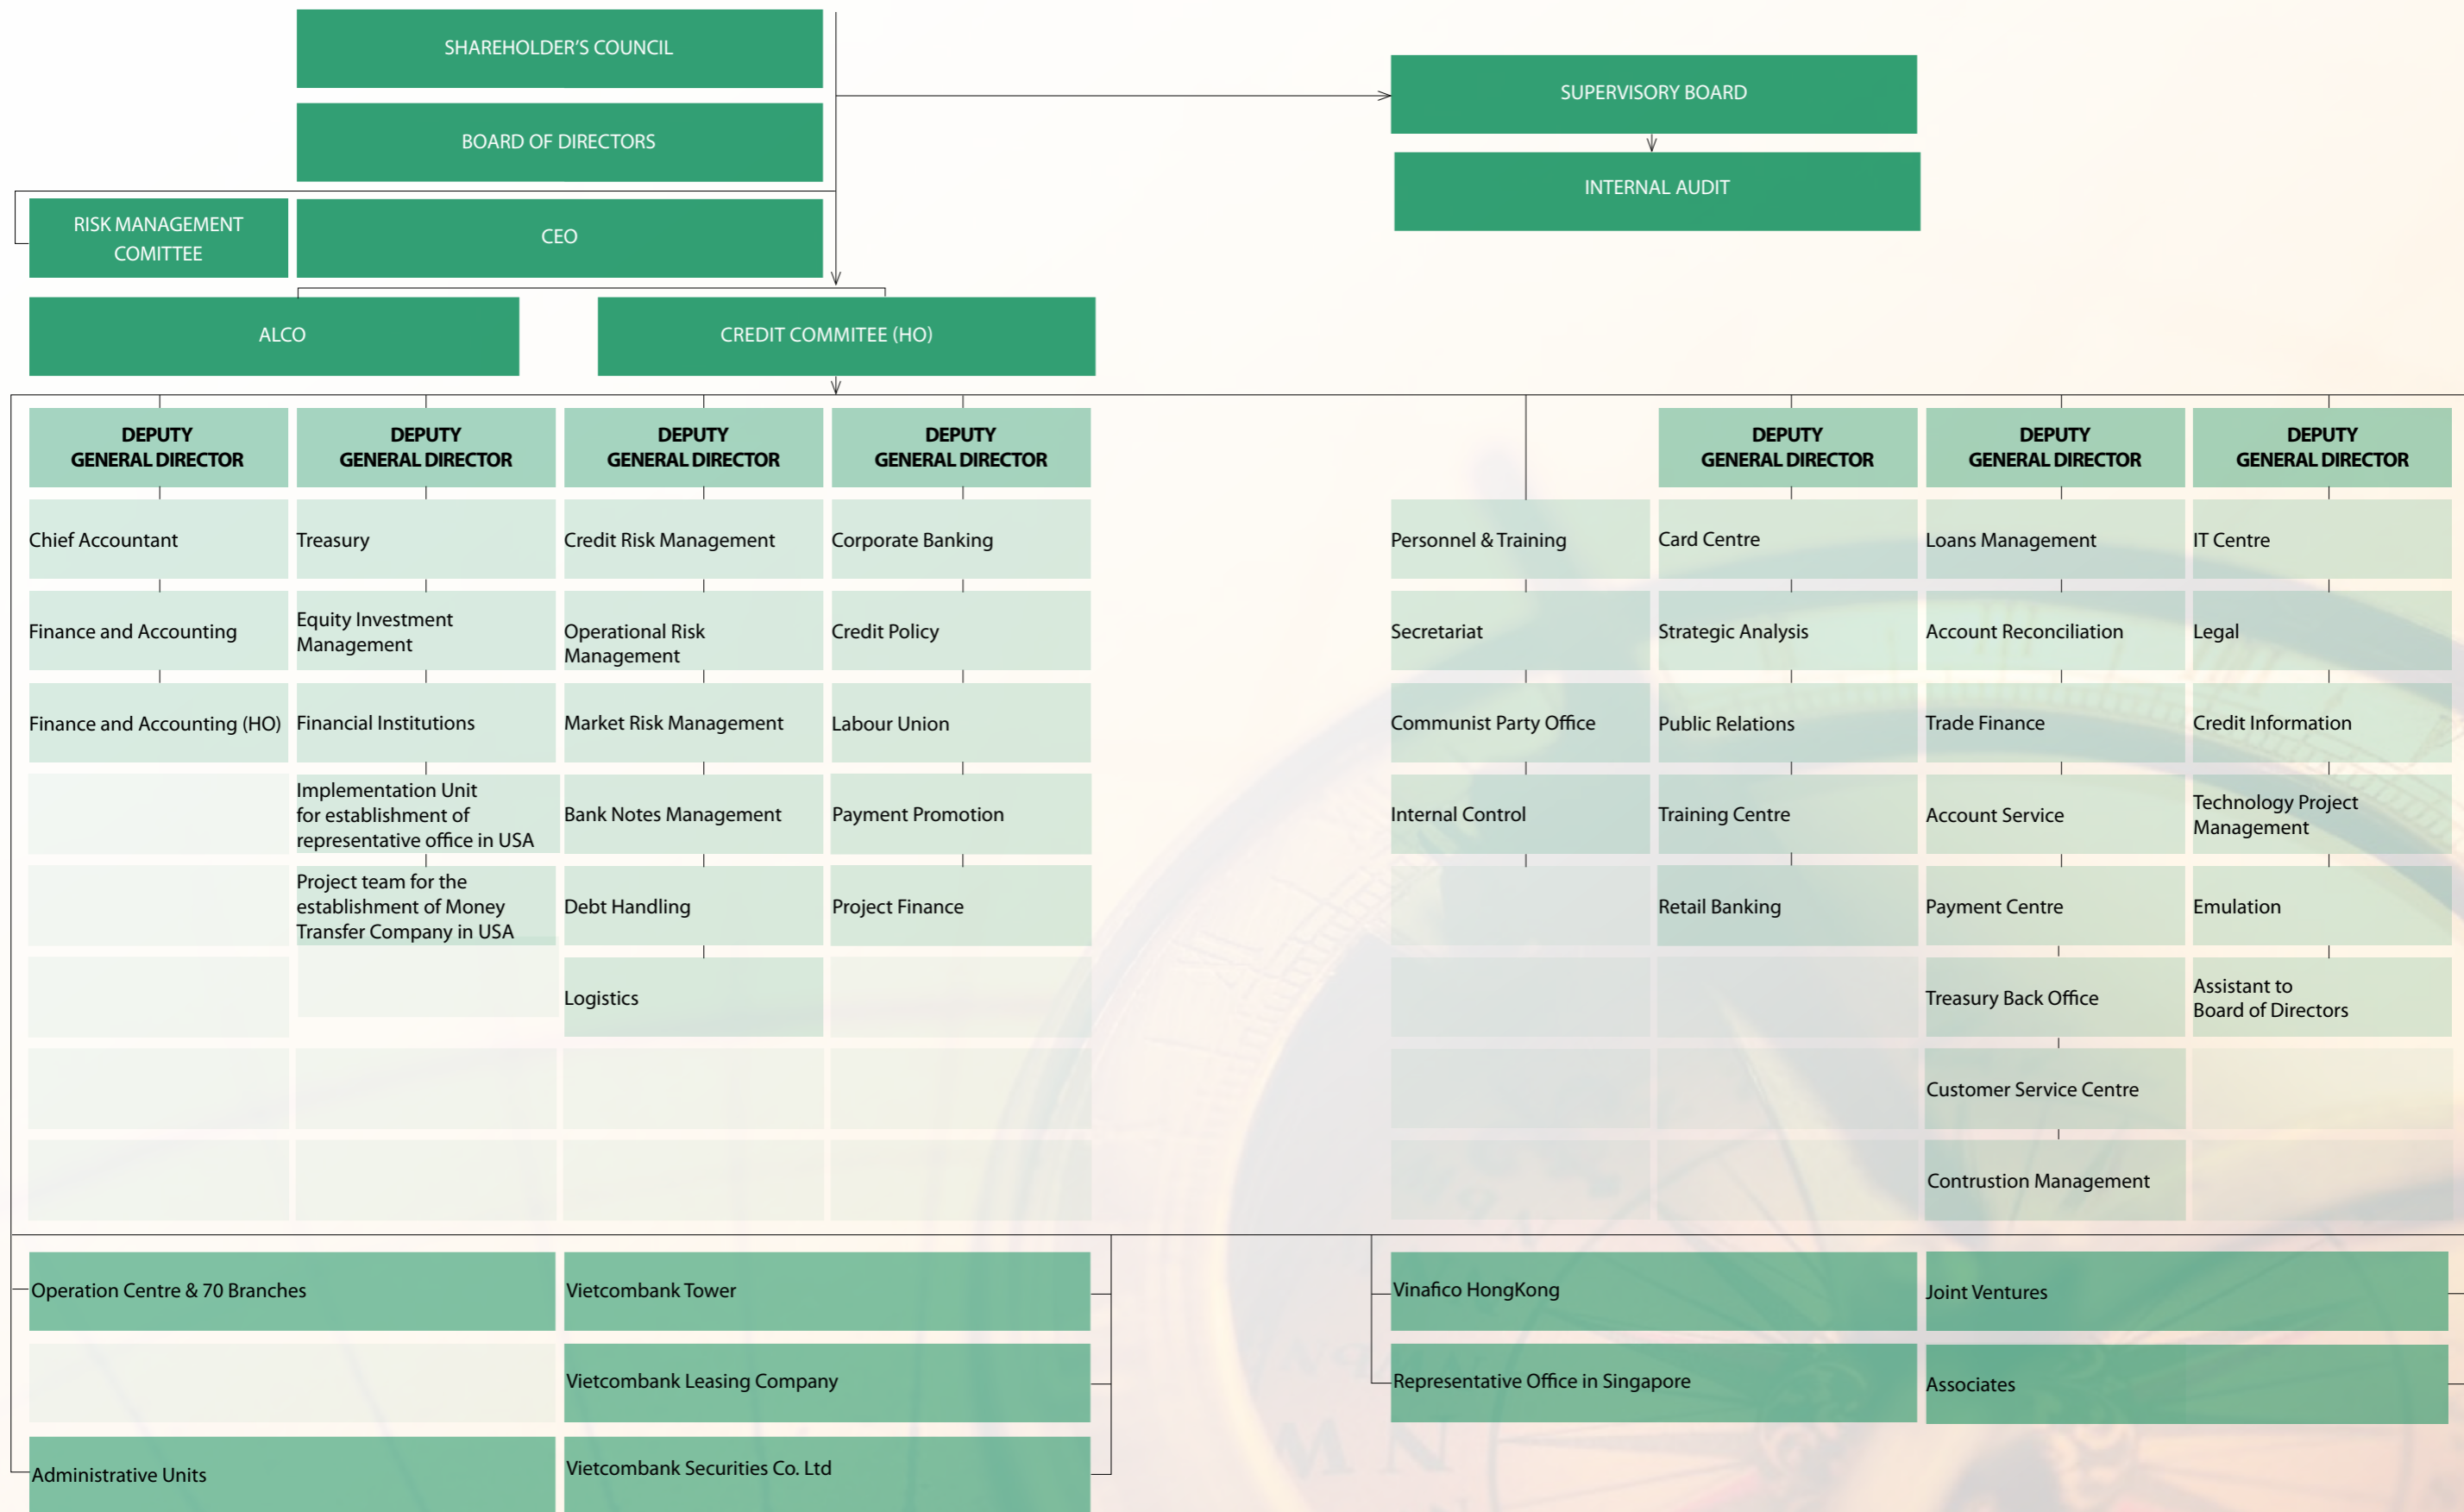 SHAREHOLDER'S COUNCIL
SUPERVISORY BOARD
BOARD OF DIRECTORS
INTERNAL AUDIT
RISK MANAGEMENT
COMITTEE
CEO
ALCO
CREDIT COMMITEE (HO)
DEPUTY
GENERAL DIRECTOR
Chief Accountant
Finance and Accounting
Finance and Accounting (HO)
DEPUTY
GENERAL DIRECTOR
Treasury
Equity Investment
Management
Financial Institutions
Implementation Unit
for establishment of
representative office in USA
Project team for the
establishment of Money
Transfer Company in USA
DEPUTY
GENERAL DIRECTOR
Credit Risk Management
Operational Risk
Management
Market Risk Management
Bank Notes Management
Debt Handling
Logistics
DEPUTY
GENERAL DIRECTOR
Corporate Banking
Credit Policy
Labour Union
Payment Promotion
Project Finance
Personnel & Training
Secretariat
Communist Party Office
Internal Control
DEPUTY
GENERAL DIRECTOR
Card Centre
Strategic Analysis
Public Relations
Training Centre
Retail Banking
DEPUTY
GENERAL DIRECTOR
Loans Management
Account Reconciliation
Trade Finance
Account Service
Payment Centre
Treasury Back Office
Customer Service Centre
Contrustion Management
DEPUTY
GENERAL DIRECTOR
IT Centre
Legal
Credit Information
Technology Project
Management
Emulation
Assistant to
Board of Directors
Operation Centre & 70 Branches
Administrative Units
Vietcombank Tower
Vietcombank Leasing Company
Vietcombank Securities Co. Ltd
Vinafico HongKong
Representative Office in Singapore
Joint Ventures
Associates
N W